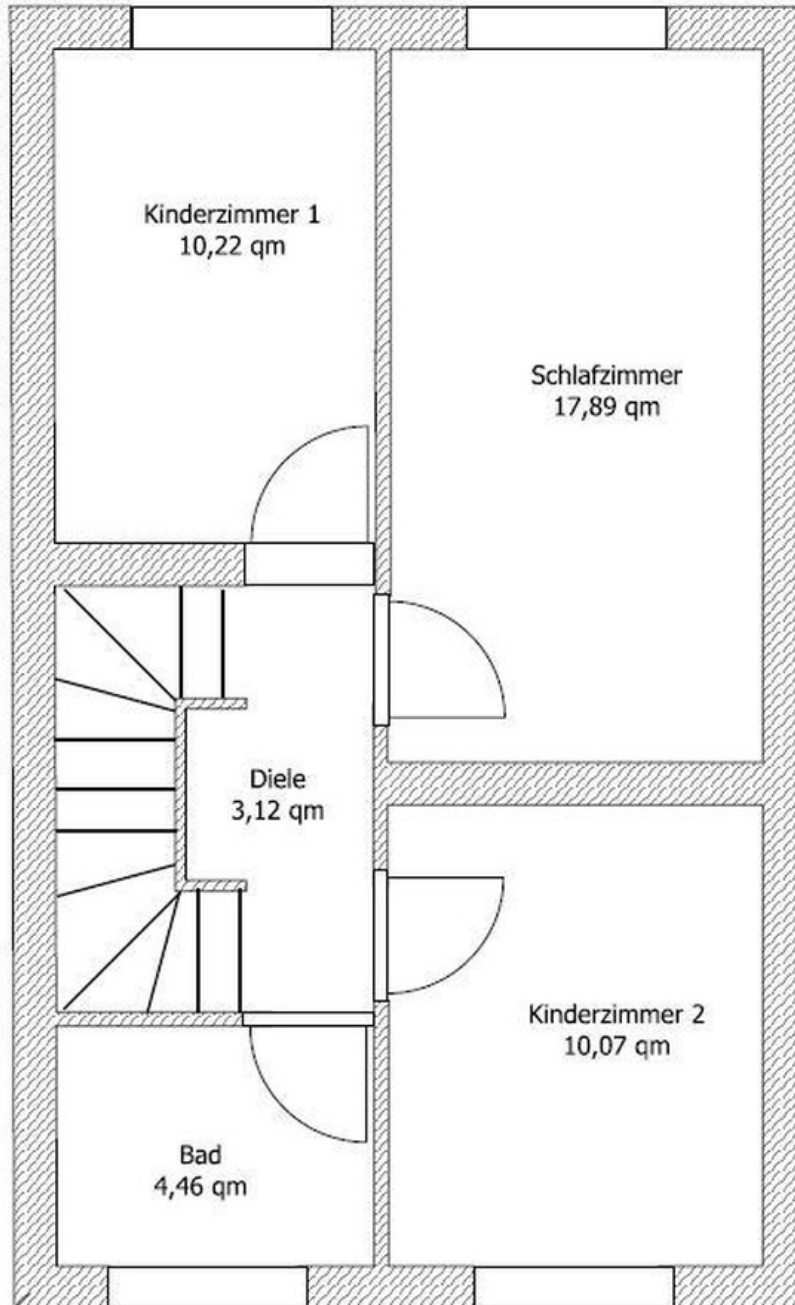 Kinderzimmer 1
10,22 qm
Schlafzimmer
17,89 qm
Diele
3,12 qm
Kinderzimmer 2
10,07 qm
Bad
4,46 qm